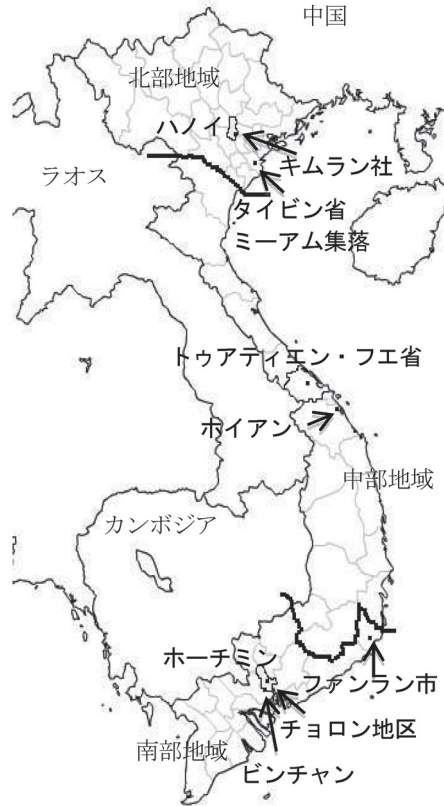 中国
北部地域
ハノイ
キムラン社
ラオス
タイビン省
ミーアム集落
トゥアティエン・フエ省
ホイアン
中部地域
カンボジア
ホーチミン
ファンラン市
チョロン地区
南部地域
ビンチャン